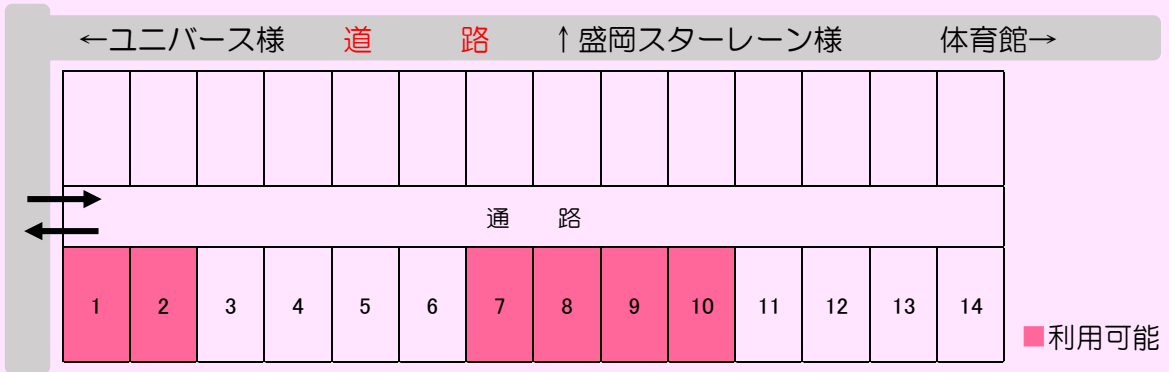 ←ユニバース様 道 路 ↑盛岡スターレーン様 体育館→
通 路
1 2 3 4 5 6 7 8 9 10 11 12 13 14
■利用可能